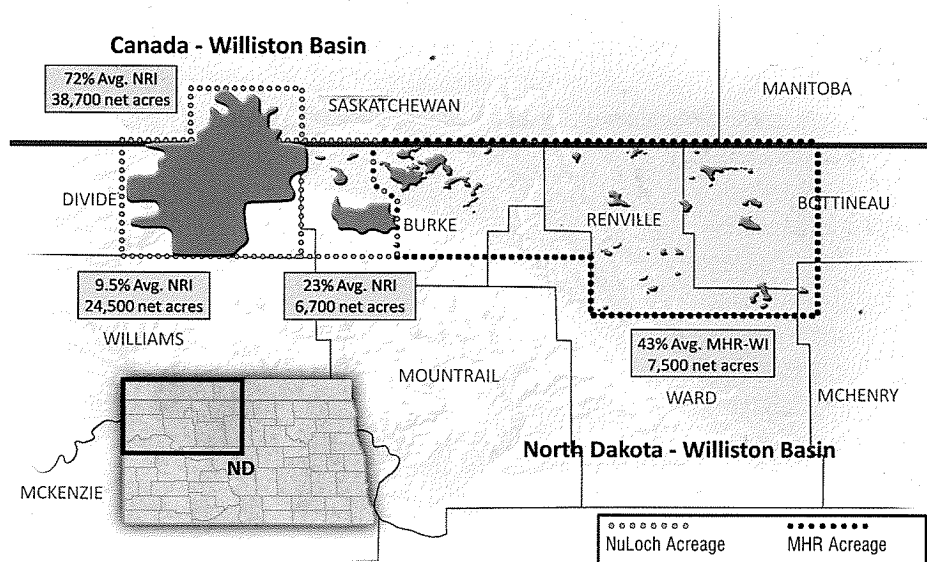 Canada - Williston Basin
72% Avg. NRI
38,700 net acres
SASKATCHEWAN
MANITOBA
DIVIDE
BURKE
RENVILLE
BOTTINEAU
9.5% Avg. NRI
24,500 net acres
23% Avg. NRI
6,700 net acres
WILLIAMS
43% Avg. MHR-WI
7,500 net acres
MOUNTRAIL
WARD
MCHENRY
North Dakota - Williston Basin
ND
MCKENZIE
NuLoch Acreage
MHR Acreage